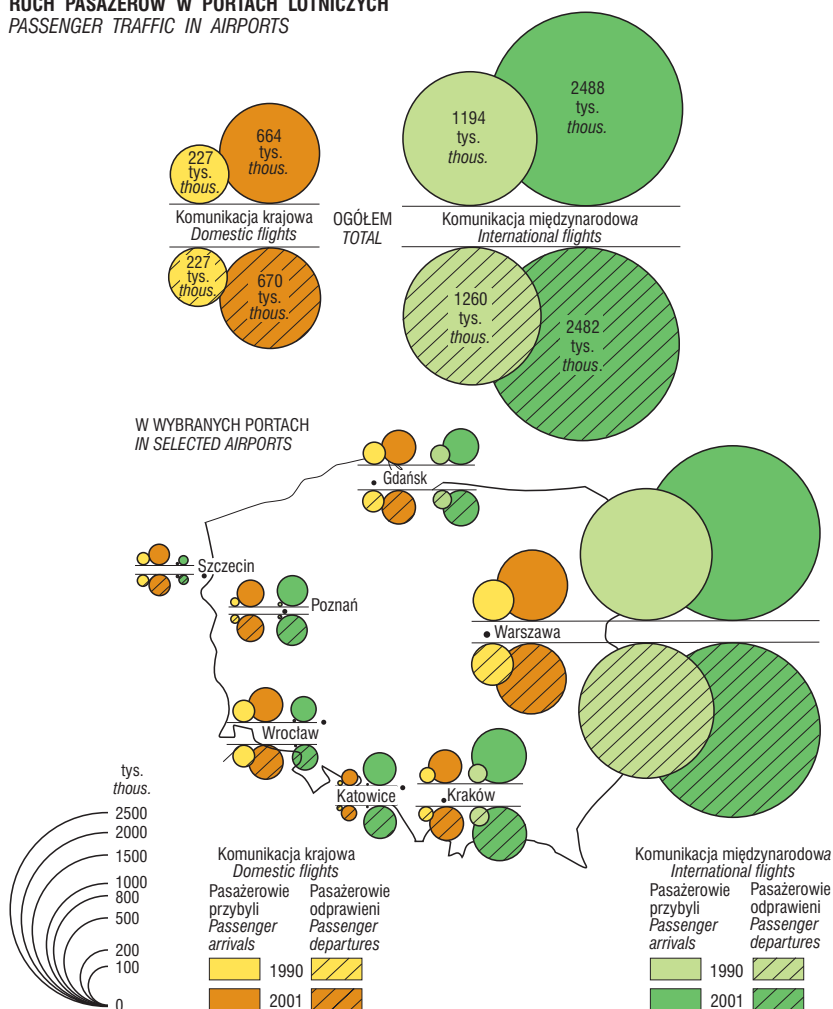 RUCH PASAŻERÓW W PORTACH LOTNICZYCH
PASSENGER TRAFFIC IN AIRPORTS
227
tys.
thous.
664
tys.
thous.
1194
tys.
thous.
2488
tys.
thous.
Komunikacja krajowa
Domestic flights
OGÓŁEM
TOTAL
Komunikacja międzynarodowa
International flights
227
tys.
thous.
670
tys.
thous.
1260
tys.
thous.
2482
tys.
thous.
W WYBRANYCH PORTACH
IN SELECTED AIRPORTS
Gdańsk
Szczecin
Poznań
Warszawa
Wrocław
Katowice
Kraków
tys.
thous.
2500
2000
1500
1000
800
500
200
100
0
Komunikacja krajowa
Domestic flights
Pasażerowie
przybyli
Passenger
arrivals
Pasażerowie
odprawieni
Passenger
departures
1990
2001
Komunikacja międzynarodowa
International flights
Pasażerowie
przybyli
Passenger
arrivals
Pasażerowie
odprawieni
Passenger
departures
1990
2001